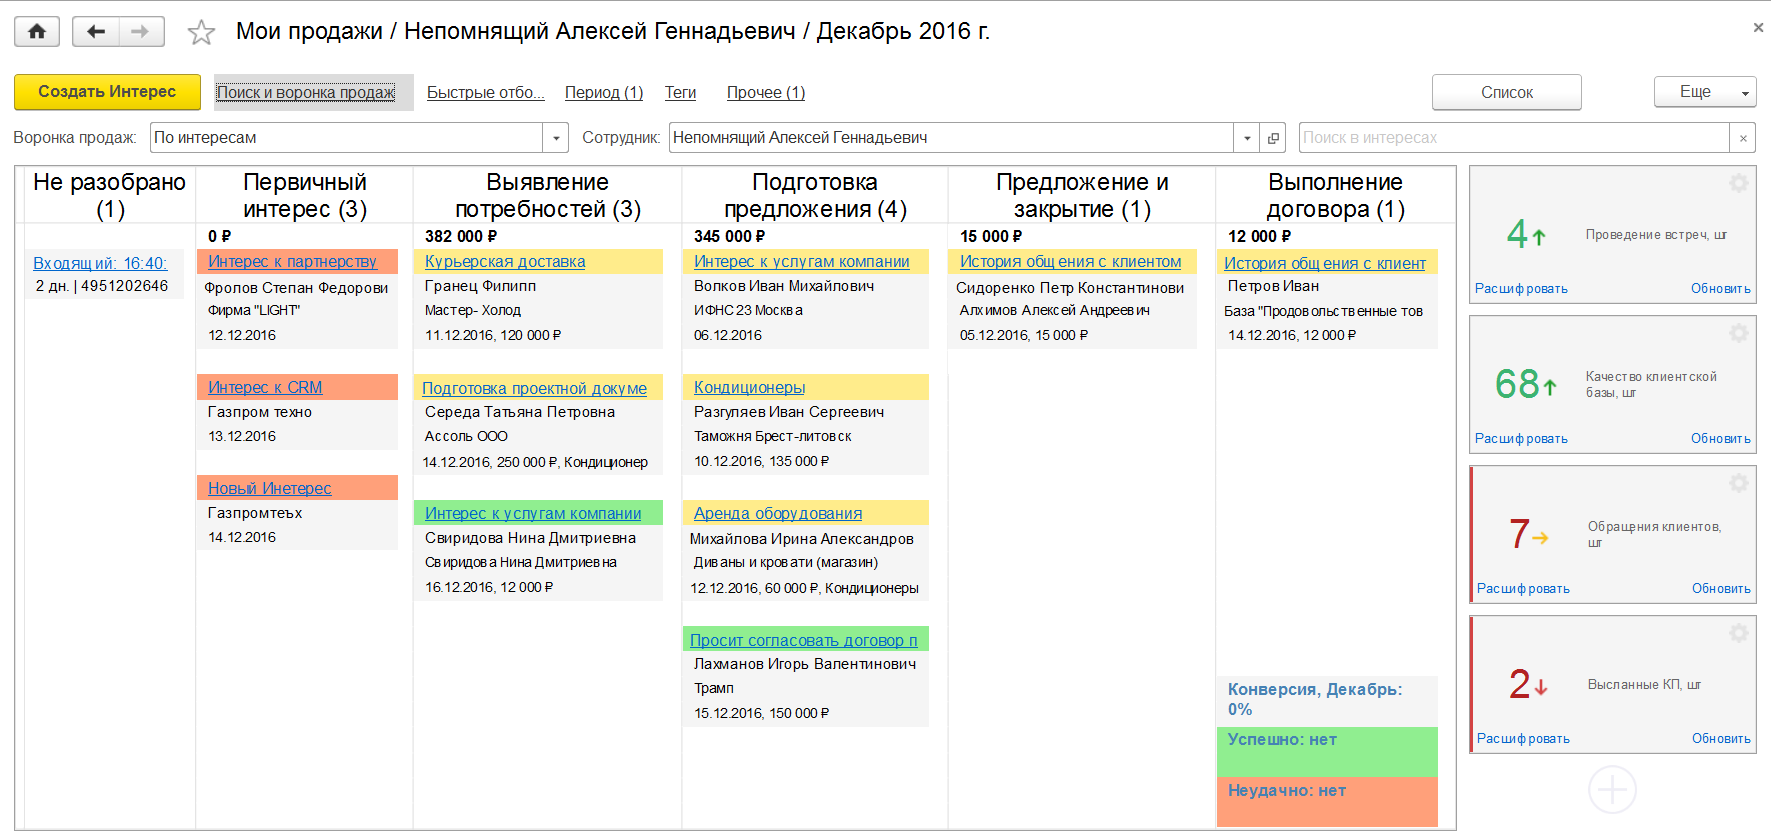 Мои продажи / Непомнящий Алексей Геннадьевич / Декабрь 2016 г.
Создать Интерес
Поиск и воронка продаж
Быстрые отбо...
Период (1)
Теги
Прочее (1)
Список
Еще
Воронка продаж:
По интересам
Сотрудник:
Непомнящий Алексей Геннадьевич
Поиск в интересах
Не разобрано
(1)
Входящий: 16:40:
2 дн. | 4951202646
Первичный
интерес (3)
0 ₽
Интерес к партнерству
Фролов Степан Федорови
Фирма "LIGHT"
12.12.2016
Интерес к CRM
Газпром техно
13.12.2016
Новый Инетерес
Газпромтеъх
14.12.2016
Выявление
потребностей (3)
382 000 ₽
Курьерская доставка
Гранец Филипп
Мастер- Холод
11.12.2016, 120 000 ₽
Подготовка проектной докуме
Середа Татьяна Петровна
Ассоль ООО
14.12.2016, 250 000 ₽, Кондиционер
Интерес к услугам компании
Свиридова Нина Дмитриевна
Свиридова Нина Дмитриевна
16.12.2016, 12 000 ₽
Подготовка
предложения (4)
345 000 ₽
Интерес к услугам компании
Волков Иван Михайлович
ИФНС 23 Москва
06.12.2016
Кондиционеры
Разгуляев Иван Сергеевич
Таможня Брест-литовск
10.12.2016, 135 000 ₽
Аренда оборудования
Михайлова Ирина Александров
Диваны и кровати (магазин)
12.12.2016, 60 000 ₽, Кондиционеры
Просит согласовать договор п
Лахманов Игорь Валентинович
Трамп
15.12.2016, 150 000 ₽
Предложение и
закрытие (1)
15 000 ₽
История общения с клиентом
Сидоренко Петр Константинови
Алхимов Алексей Андреевич
05.12.2016, 15 000 ₽
Выполнение
договора (1)
12 000 ₽
История общения с клиент
Петров Иван
База "Продовольственные тов
14.12.2016, 12 000 ₽
Конверсия, Декабрь:
0%
Успешно: нет
Неудачно: нет
4
Проведение встреч, шт
Расшифровать
Обновить
68
Качество клиентской
базы, шт
Расшифровать
Обновить
7
Обращения клиентов,
шт
Расшифровать
Обновить
2
Высланные КП, шт
Расшифровать
Обновить